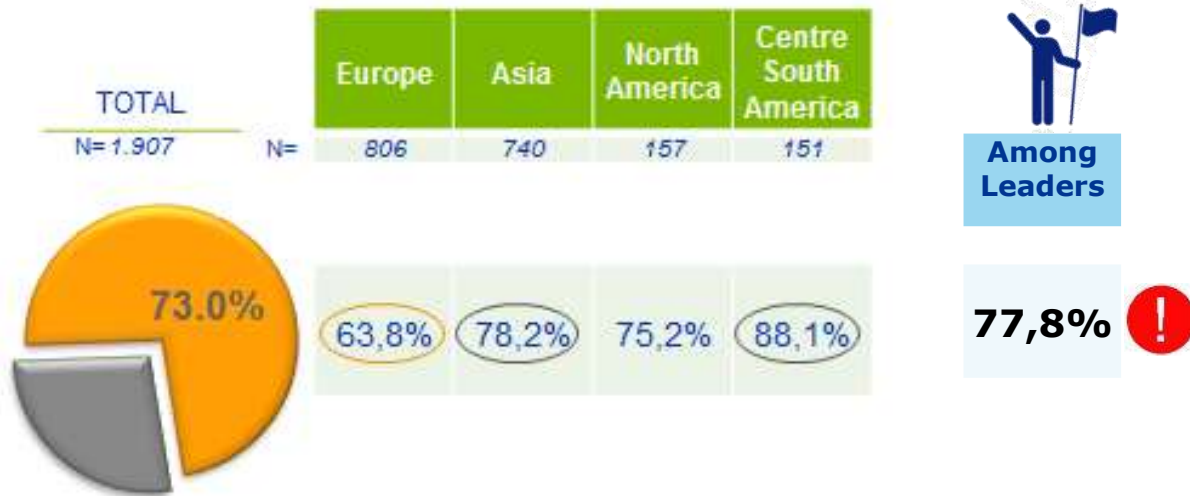 TOTAL
N= 1.907
N=
Europe
Asia
North
America
Centre
South
America
806
740
157
151
Among
Leaders
73.0%
63,8%
78,2%
75,2%
88,1%
77,8%
!